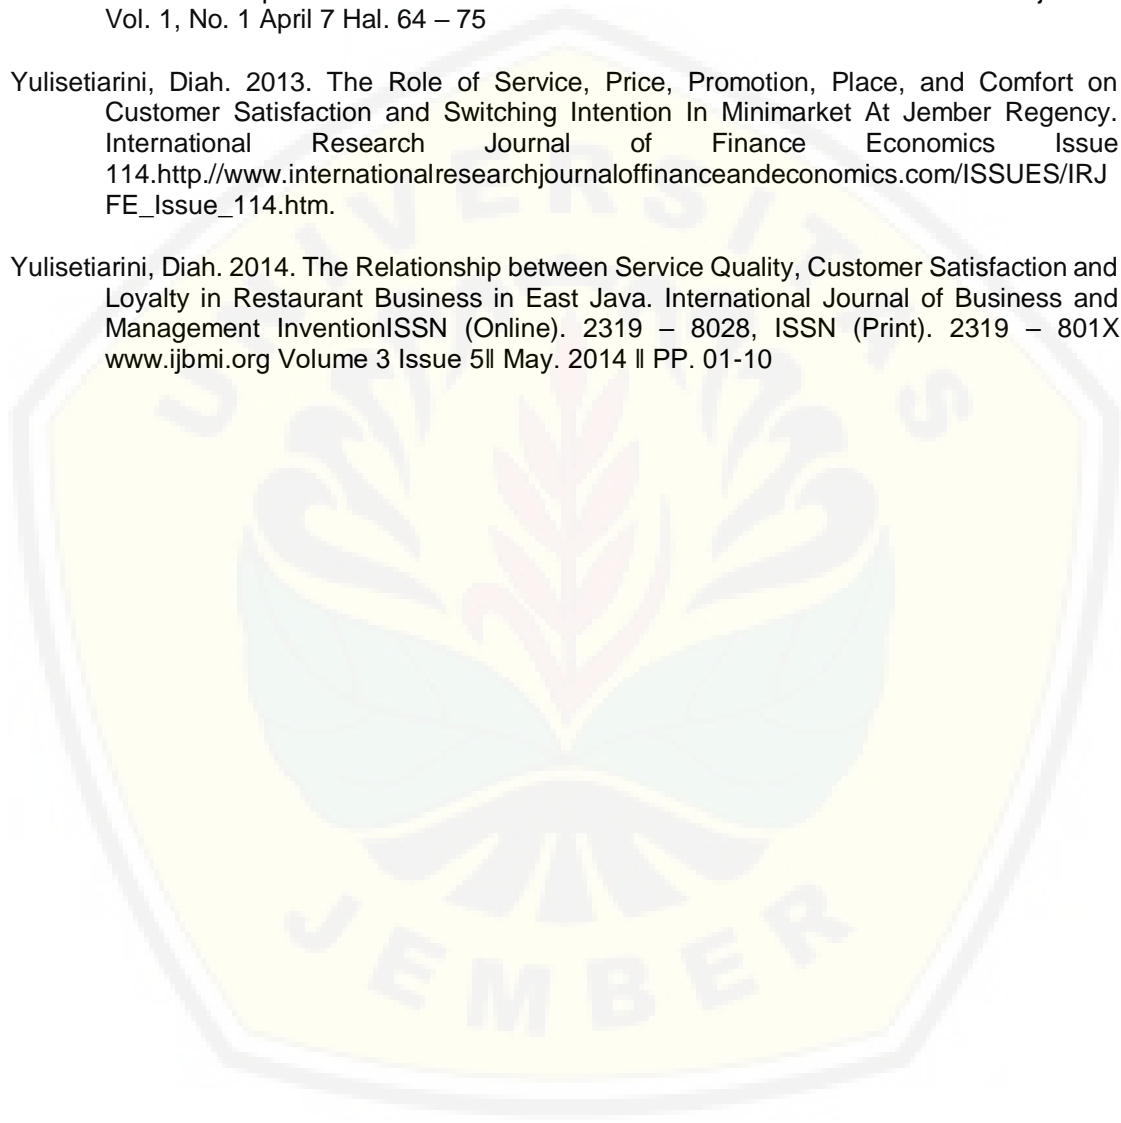 Vol. 1, No. 1 April 7 Hal. 64 – 75
Yulisetiarini, Diah. 2013. The Role of Service, Price, Promotion, Place, and Comfort on
Customer Satisfaction and Switching Intention In Minimarket At Jember Regency.
International Research Journal of Finance Economics Issue
114.http.//www.internationalresearchjournaloffinanceandeconomics.com/ISSUES/IRJ
FE_Issue_114.htm.
Yulisetiarini, Diah. 2014. The Relationship between Service Quality, Customer Satisfaction and
Loyalty in Restaurant Business in East Java. International Journal of Business and
Management InventionISSN (Online). 2319 – 8028, ISSN (Print). 2319 – 801X
www.ijbmi.org Volume 3 Issue 5ǁ May. 2014 ǁ PP. 01-10
UNIVERSITAS
JEMBER